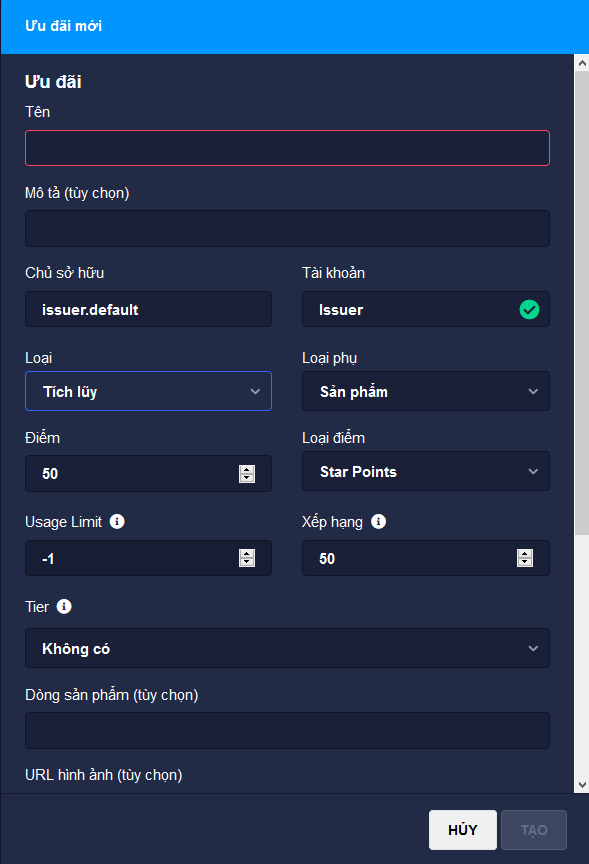 Ưu đãi mới
Ưu đãi
Tên
Mô tả (tùy chọn)
Chủ sở hữu
Tài khoản
issuer.default
Issuer
Loại
Loại phụ
Tích lũy
Sản phẩm
Điểm
Loại điểm
50
Star Points
Usage Limit
Xếp hạng
-1
50
Tier
Không có
Dòng sản phẩm (tùy chọn)
URL hình ảnh (tùy chọn)
HỦY
TẠO